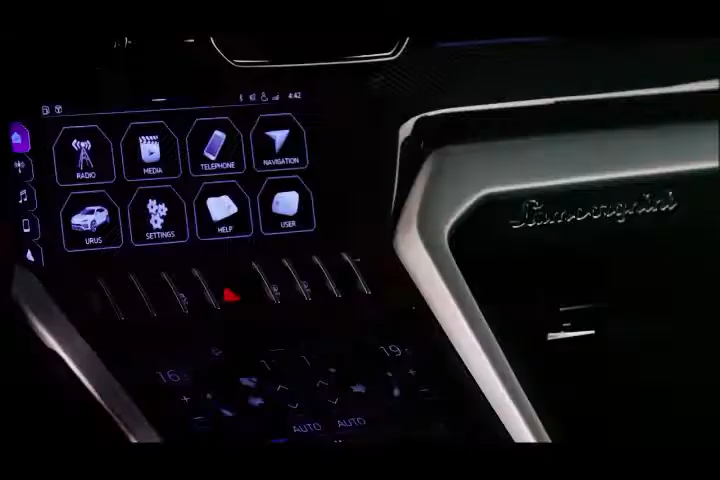 4:42
RADIO MEDIA TELEPHONE NAVIGATION
URUS SETTINGS HELP USER
Lamborghini
16 19
AUTO AUTO